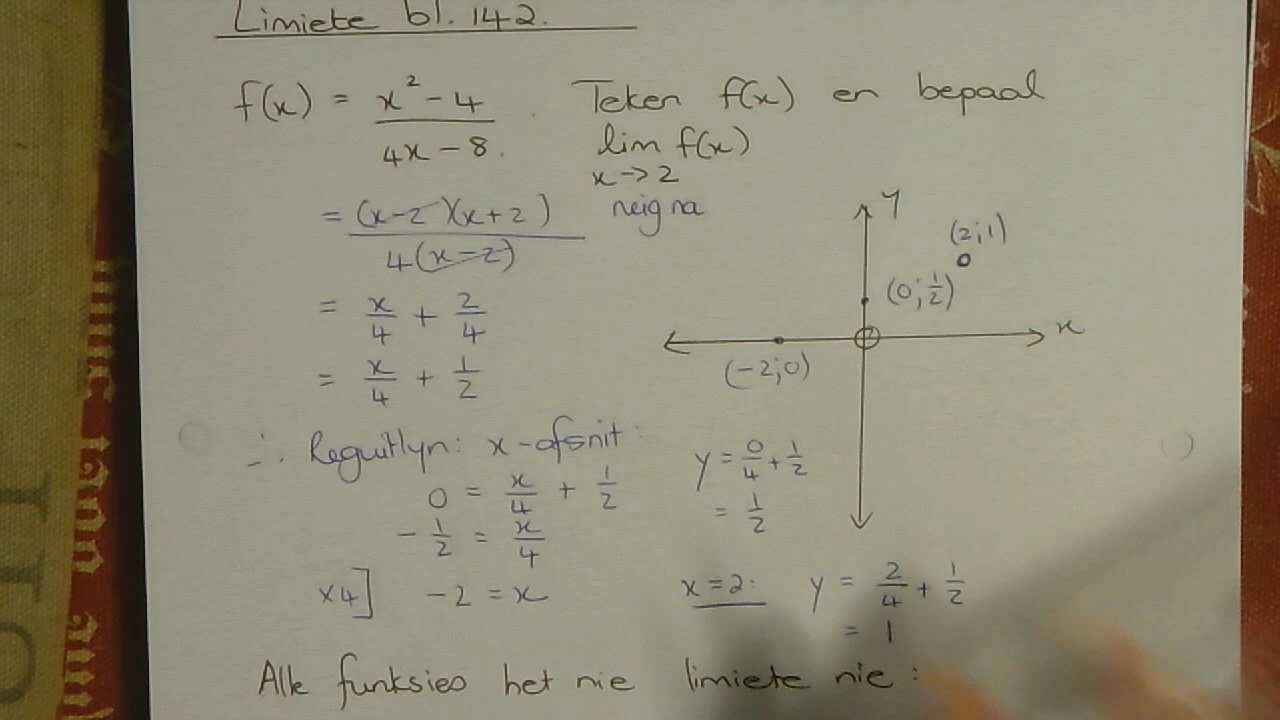 Limiete bl. 142.
f(x) = x² - 4 / 4x - 8. Teken f(x) en bepaal
lim f(x)
x → 2
= (x-2)(x+2) / 4(x-2) neig na
= x/4 + 2/4
= x/4 + 1/2
∴ Reguitlyn: x-afsnit:
0 = x/4 + 1/2
- 1/2 = x/4
×4] -2 = x
y
(2;1)
(0;1/2)
x
(-2;0)
y = 0/4 + 1/2
= 1/2
x = 2: y = 2/4 + 1/2
= 1
Alle funksies het nie limiete nie: